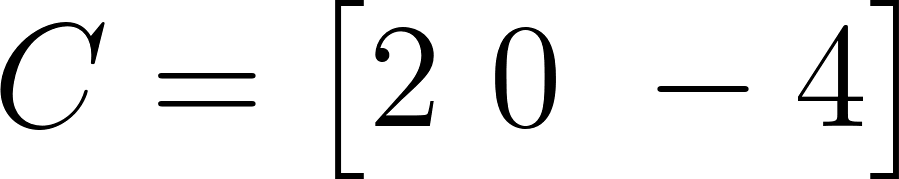 C = [2 0 − 4]